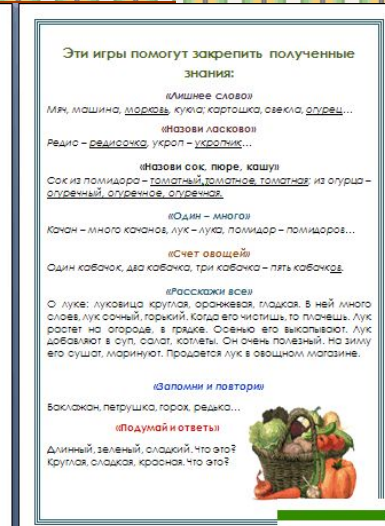 Эти игры помогут закрепить полученные
знания:
«Лишнее слово»
Мяч, машина, морковь, кукла; картошка, свекла, огурец…
«Назови ласково»
Редис – редисочка, укроп – укропчик…
«Назови сок, пюре, кашу»
Сок из помидора – томатный, томатное, томатная; из огурца –
огуречный, огуречное, огуречная.
«Один – много»
Качан – много качанов, лук – лука, помидор – помидоров…
«Счет овощей»
Один кабачок, два кабачка, три кабачка – пять кабачков.
«Расскажи все»
О луке: луковица круглая, оранжевая, гладкая. В ней много
слоев, лук сочный, горький. Когда его чистишь, то плачешь. Лук
растет на огороде, в грядке. Осенью его выкапывают. Лук
добавляют в суп, салат, котлеты. Он очень полезный. На зиму
его сушат, маринуют. Продается лук в овощном магазине.
«Запомни и повтори»
Баклажан, петрушка, горох, редька…
«Подумай и ответь»
Длинный, зеленый, сладкий. Что это?
Круглая, сладкая, красная. Что это?